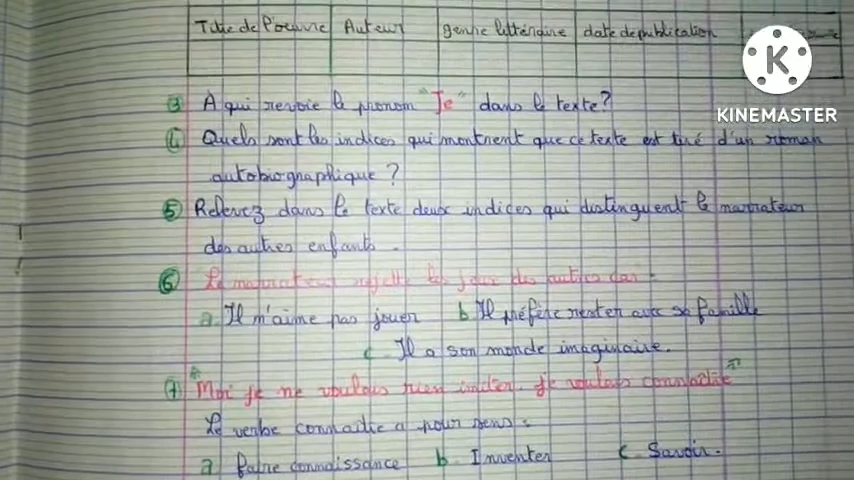 Titre de l'œuvre Auteur genre littéraire date de publication
K
KINEMASTER
③ À qui renvoie le pronom "Je" dans le texte?
④ Quels sont les indices qui montrent que ce texte est tiré d'un roman
autobiographique ?
⑤ Relevez dans le texte deux indices qui distinguent le narrateur
des autres enfants.
⑥ Le narrateur rejette les jeux des autres car :
a. Il n'aime pas jouer b. Il préfère rester avec sa famille
c. Il a son monde imaginaire.
⑦ "Moi je ne voulais rien imiter. Je voulais connaître"
Le verbe connaître a pour sens :
a faire connaissance b. Inventer c. Savoir.